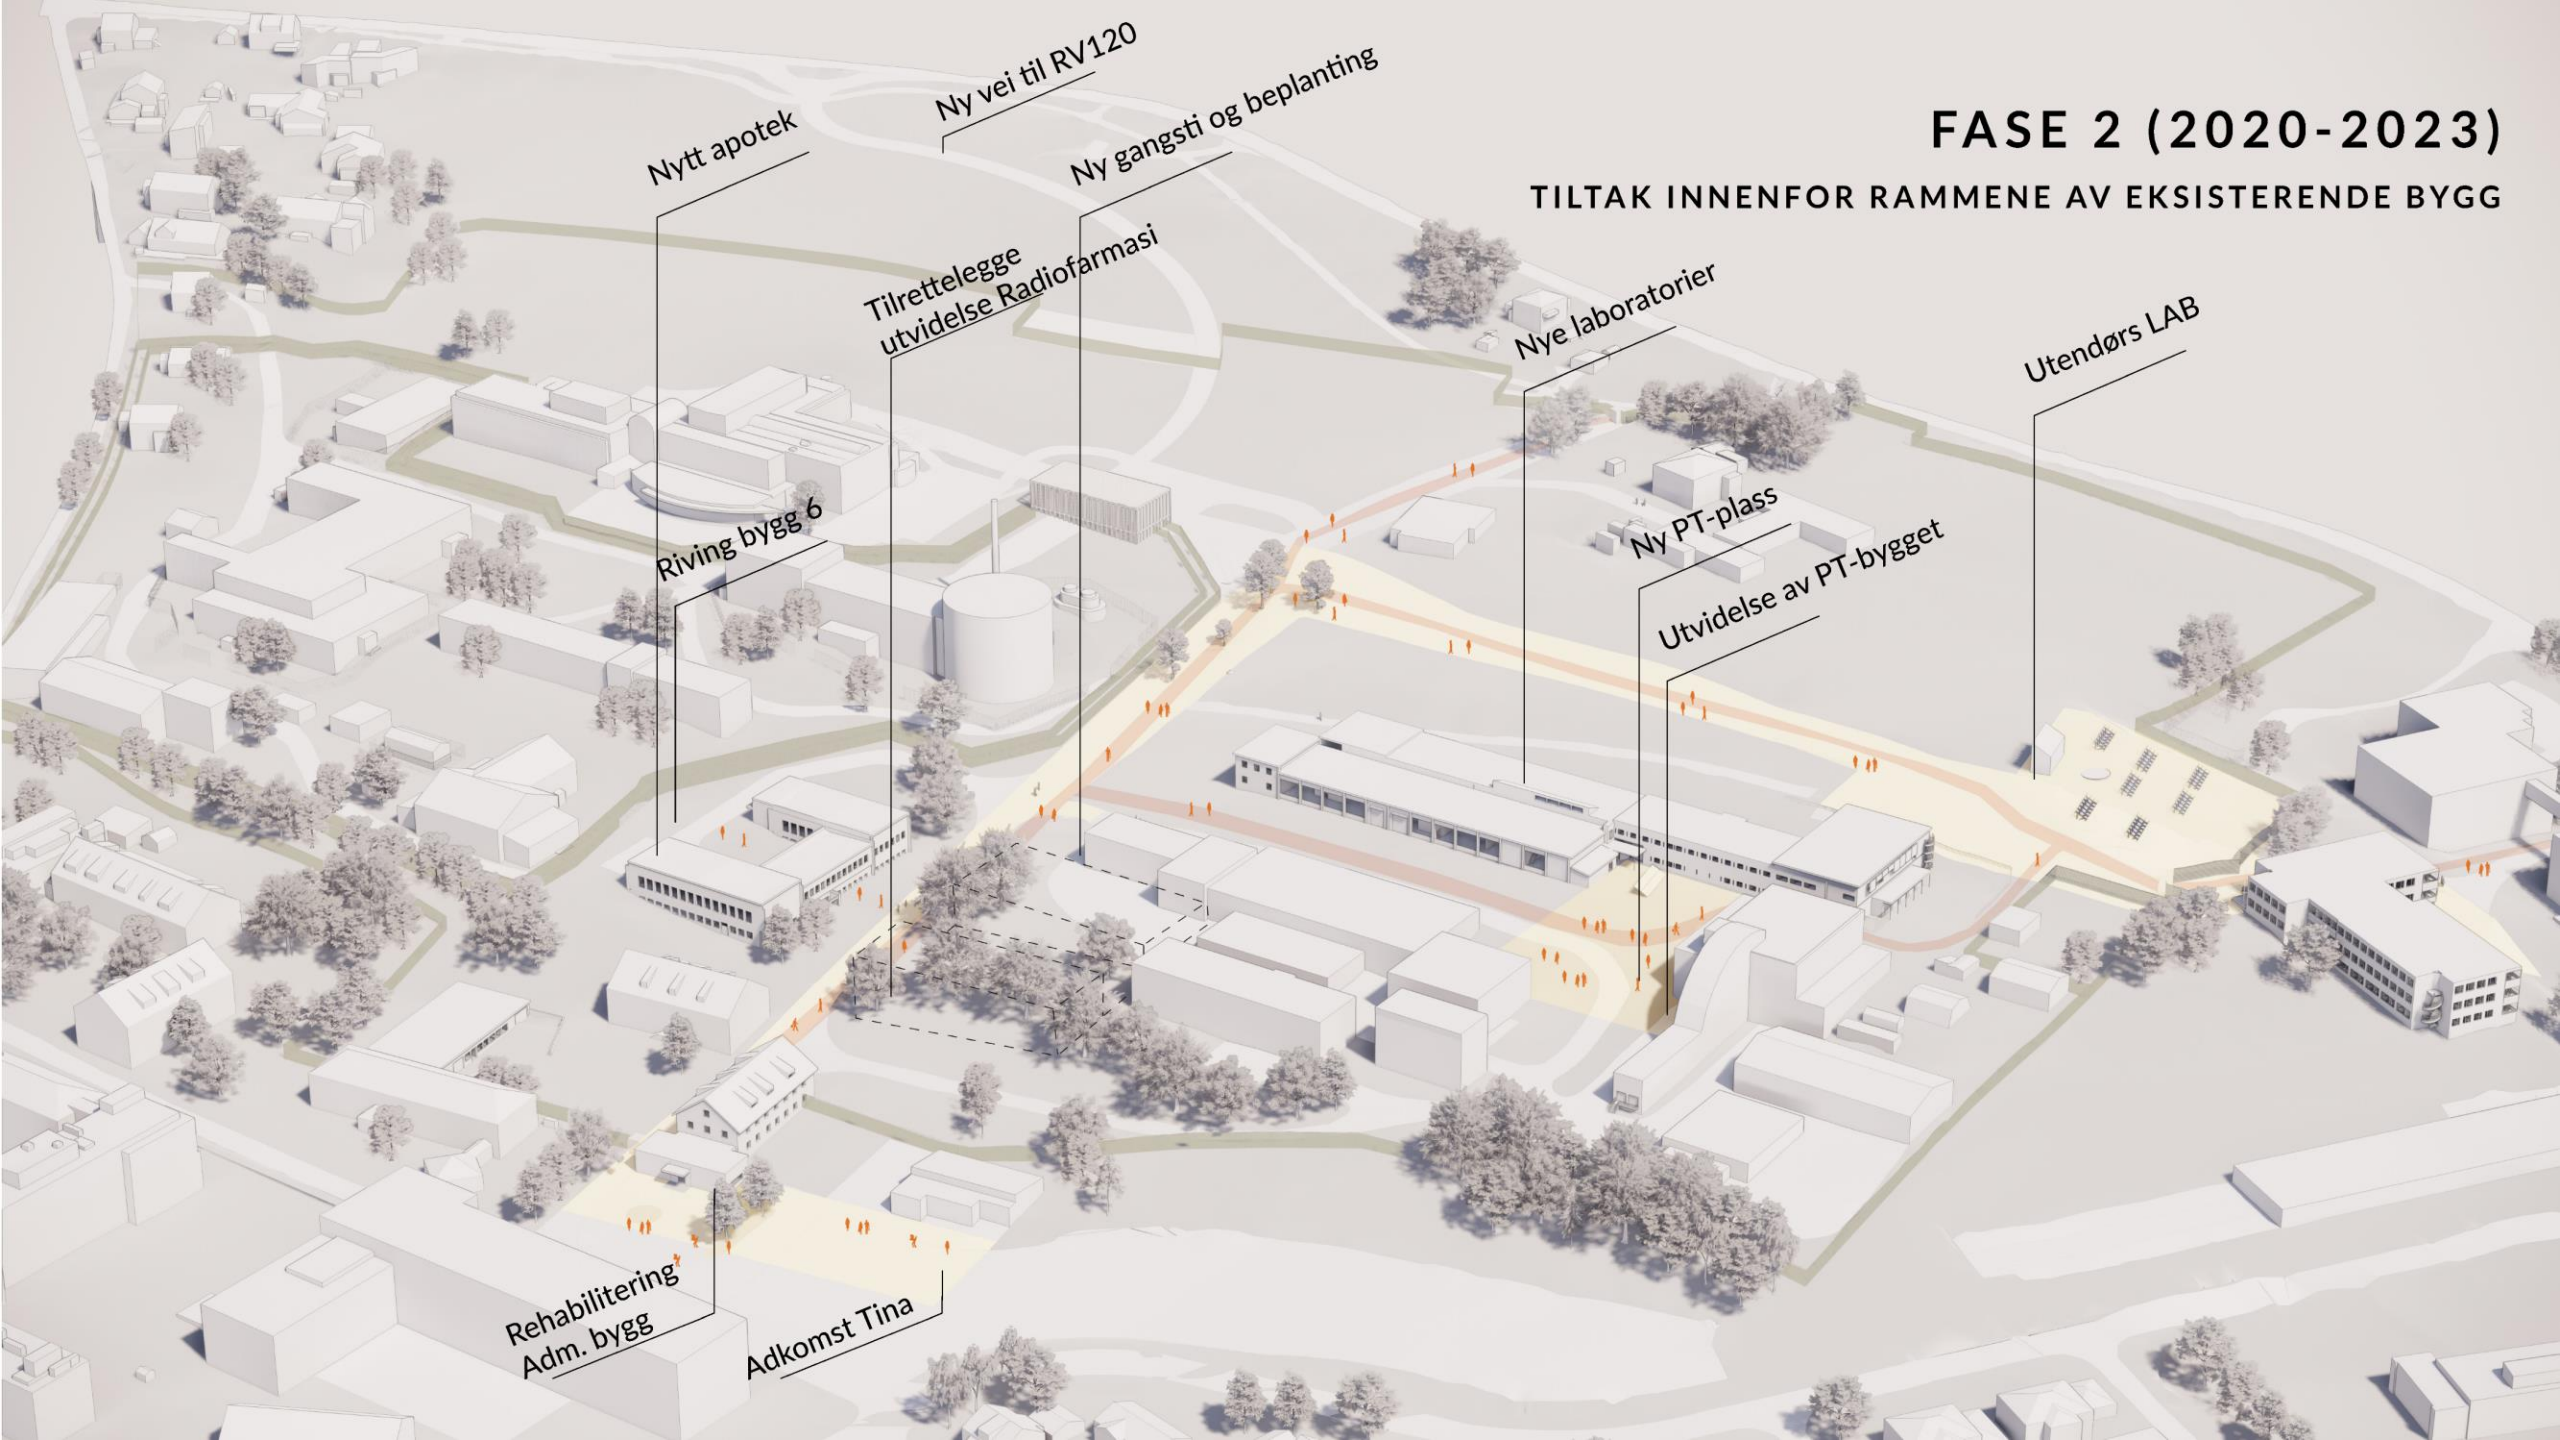 FASE 2 (2020-2023)
TILTAK INNENFOR RAMMENE AV EKSISTERENDE BYGG
Ny vei til RV120
Ny gangsti og beplanting
Nytt apotek
Tilrettelegge
utvidelse Radiofarmasi
Nye laboratorier
Utendørs LAB
Riving bygg 6
Ny PT-plass
Utvidelse av PT-bygget
Rehabilitering
Adm. bygg
Adkomst Tina